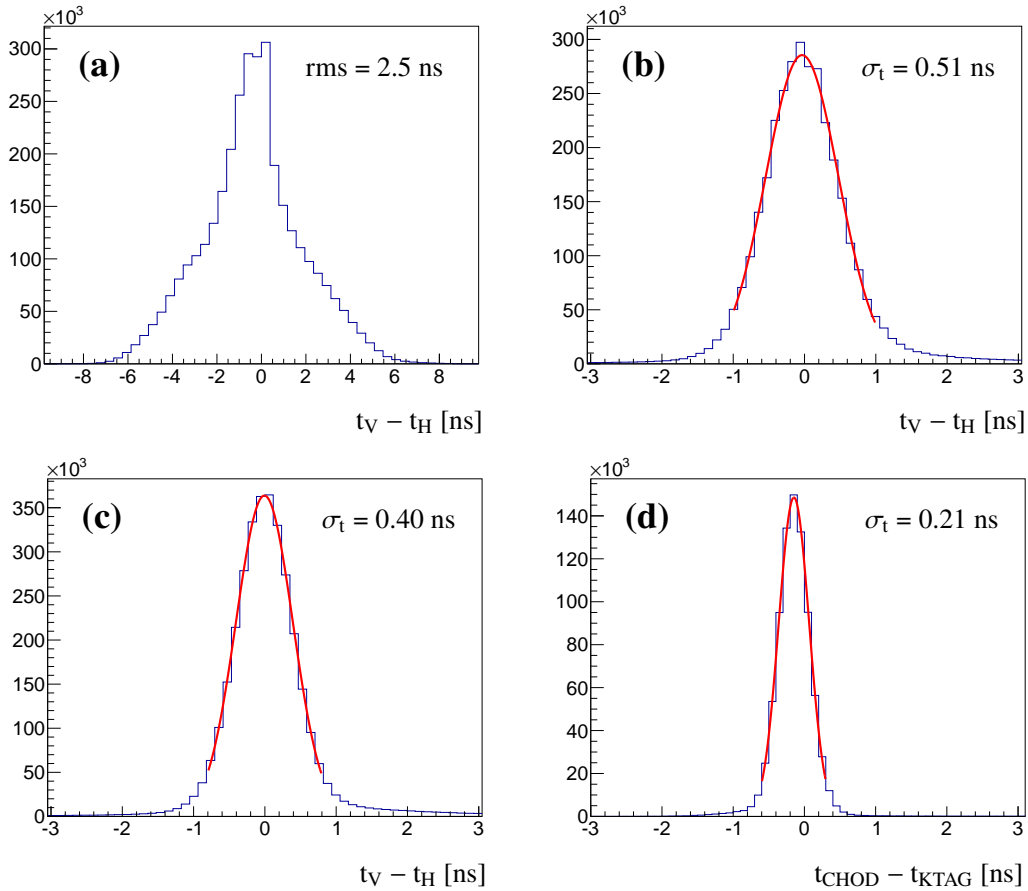 ×10³
(a)
rms = 2.5 ns
300
250
200
150
100
50
0
-8 -6 -4 -2 0 2 4 6 8
t_V − t_H [ns]
×10³
(b)
σ_t = 0.51 ns
300
250
200
150
100
50
0
-3 -2 -1 0 1 2 3
t_V − t_H [ns]
×10³
(c)
σ_t = 0.40 ns
350
300
250
200
150
100
50
0
-3 -2 -1 0 1 2 3
t_V − t_H [ns]
×10³
(d)
σ_t = 0.21 ns
140
120
100
80
60
40
20
0
-3 -2 -1 0 1 2 3
t_CHOD − t_KTAG [ns]